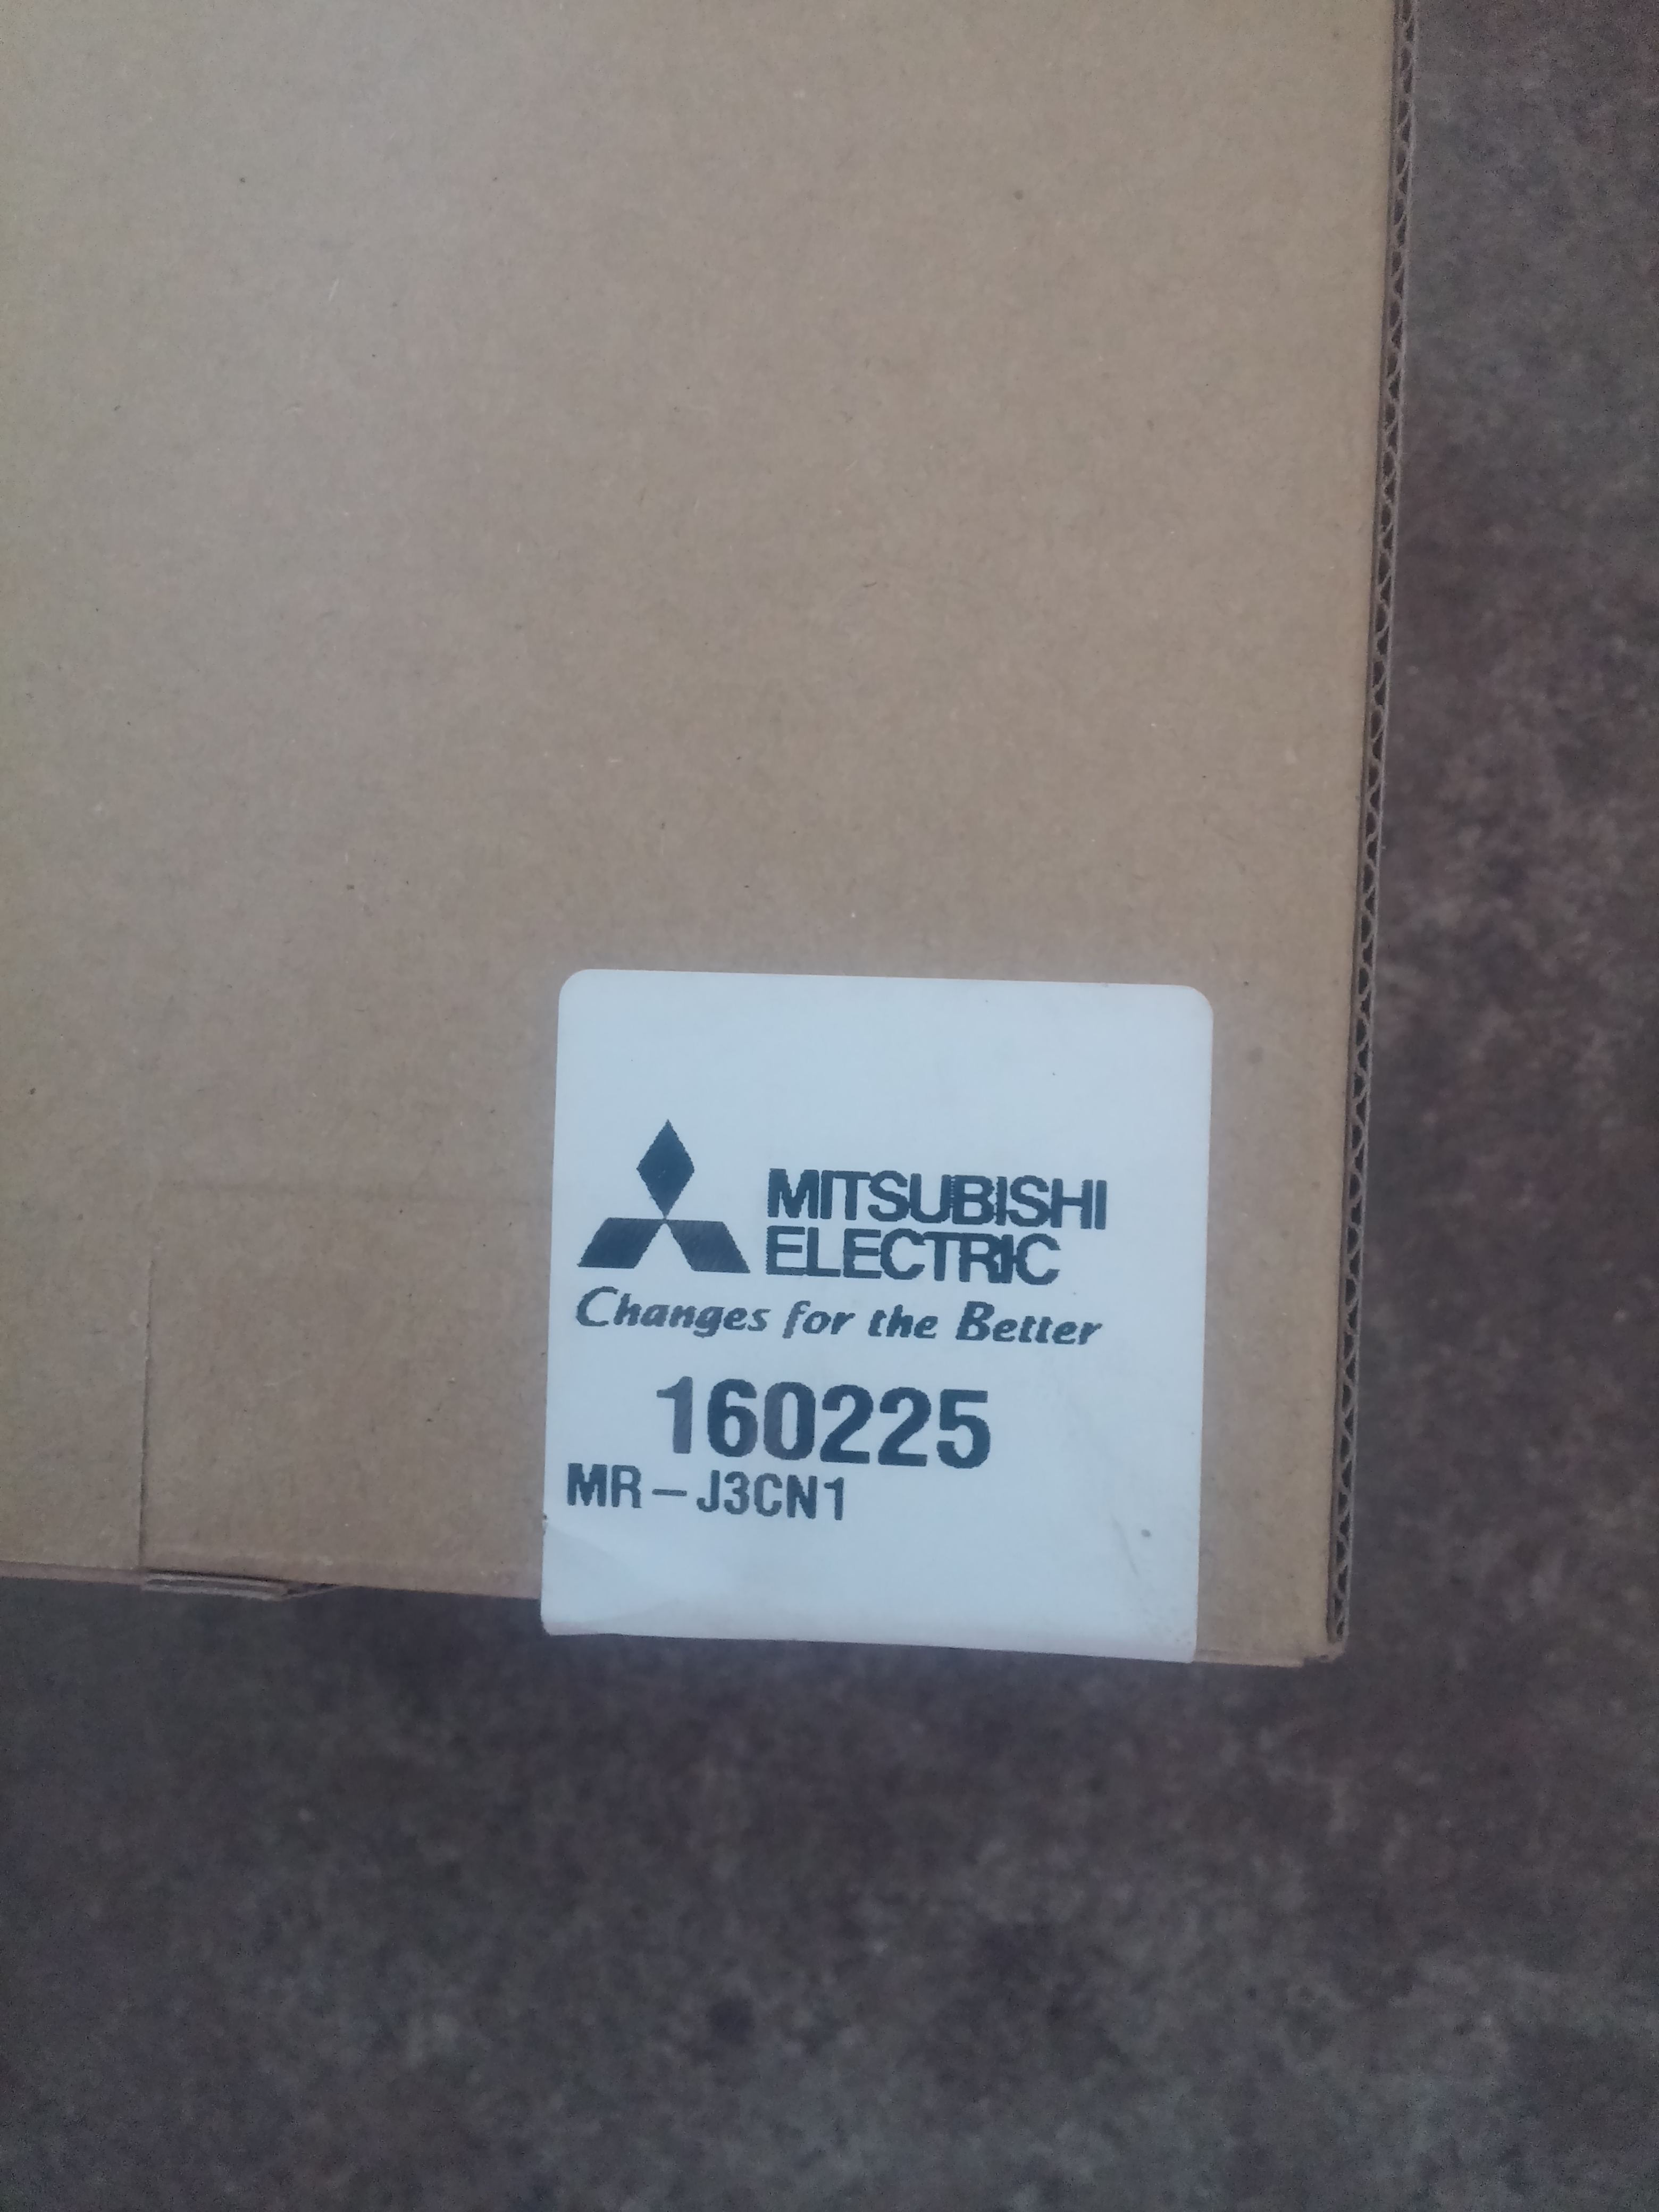 MITSUBISHI
ELECTRIC
Changes for the Better
160225
MR-J3CN1